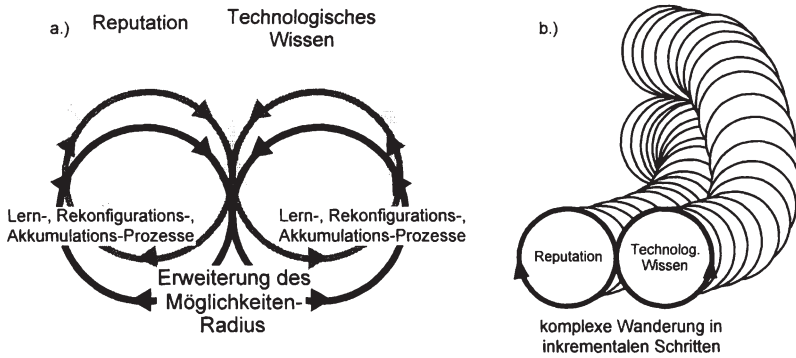 a.)
Reputation
Technologisches
Wissen
Lern-, Rekonfigurations-,
Akkumulations-Prozesse
Lern-, Rekonfigurations-,
Akkumulations-Prozesse
Erweiterung des
Möglichkeiten-
Radius
b.)
Reputation
Technolog.
Wissen
komplexe Wanderung in
inkrementalen Schritten